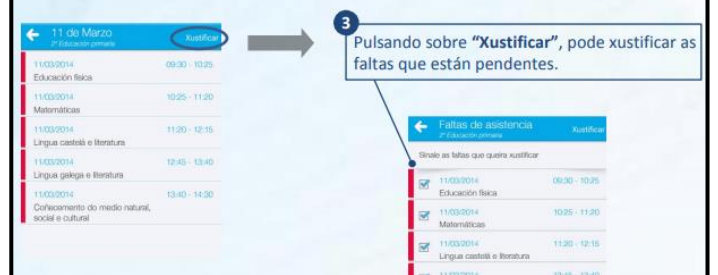 11 de Marzo
2º Educación primaria
Xustificar
11/03/2014 09:30 - 10:25
Educación física
11/03/2014 10:25 - 11:20
Matemáticas
11/03/2014 11:20 - 12:15
Lingua castelá e literatura
11/03/2014 12:45 - 13:40
Lingua galega e literatura
11/03/2014 13:40 - 14:30
Coñecemento do medio natural,
social e cultural
3
Pulsando sobre “Xustificar”, pode xustificar as
faltas que están pendentes.
Faltas de asistencia
2º Educación primaria
Xustificar
Sinale as faltas que queira xustificar
11/03/2014 09:30 - 10:25
Educación física
11/03/2014 10:25 - 11:20
Matemáticas
11/03/2014 11:20 - 12:15
Lingua castelá e literatura